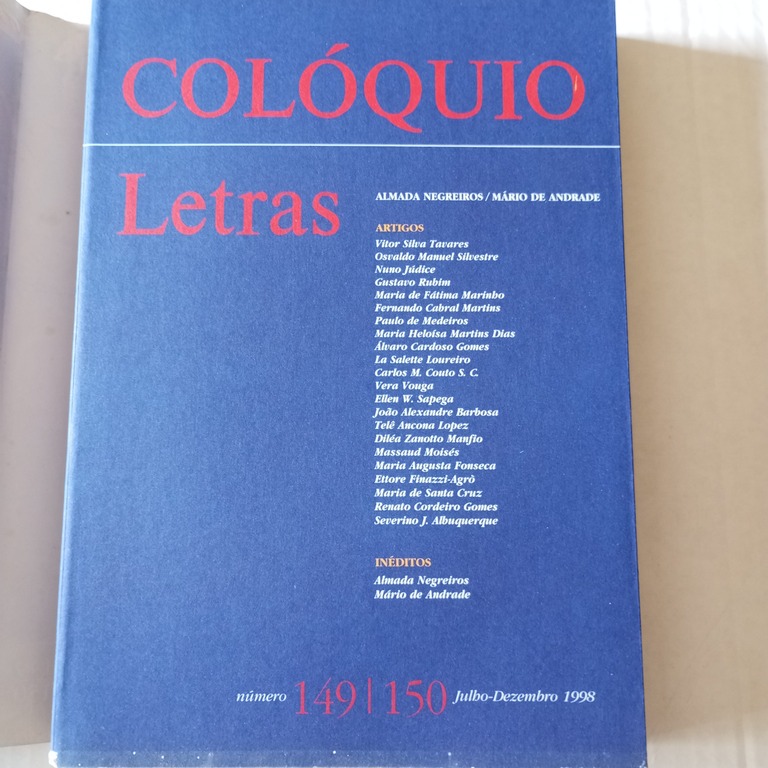 COLÓQUIO
Letras
ALMADA NEGREIROS / MÁRIO DE ANDRADE
ARTIGOS
Vitor Silva Tavares
Osvaldo Manuel Silvestre
Nuno Júdice
Gustavo Rubim
Maria de Fátima Marinho
Fernando Cabral Martins
Paulo de Medeiros
Maria Heloísa Martins Dias
Álvaro Cardoso Gomes
La Salette Loureiro
Carlos M. Couto S. C.
Vera Vouga
Ellen W. Sapega
João Alexandre Barbosa
Telê Ancona Lopez
Diléa Zanotto Manfio
Massaud Moisés
Maria Augusta Fonseca
Ettore Finazzi-Agrò
Maria de Santa Cruz
Renato Cordeiro Gomes
Severino J. Albuquerque
INÉDITOS
Almada Negreiros
Mário de Andrade
número 149 | 150 Julho-Dezembro 1998